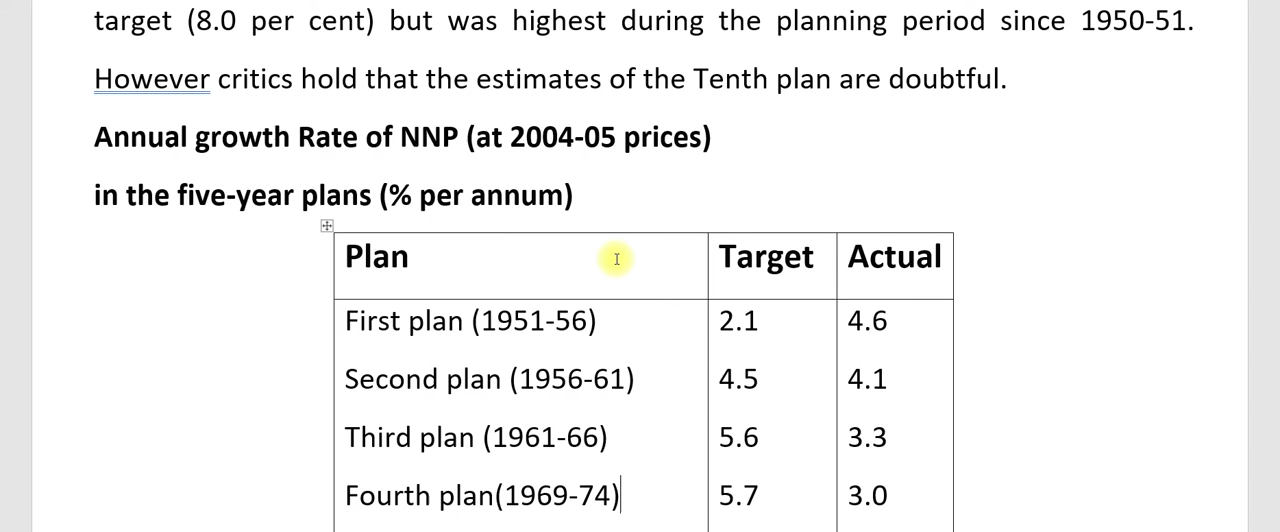 target (8.0 per cent) but was highest during the planning period since 1950-51.
However critics hold that the estimates of the Tenth plan are doubtful.
Annual growth Rate of NNP (at 2004-05 prices)
in the five-year plans (% per annum)
Plan Target Actual
First plan (1951-56) 2.1 4.6
Second plan (1956-61) 4.5 4.1
Third plan (1961-66) 5.6 3.3
Fourth plan(1969-74) 5.7 3.0